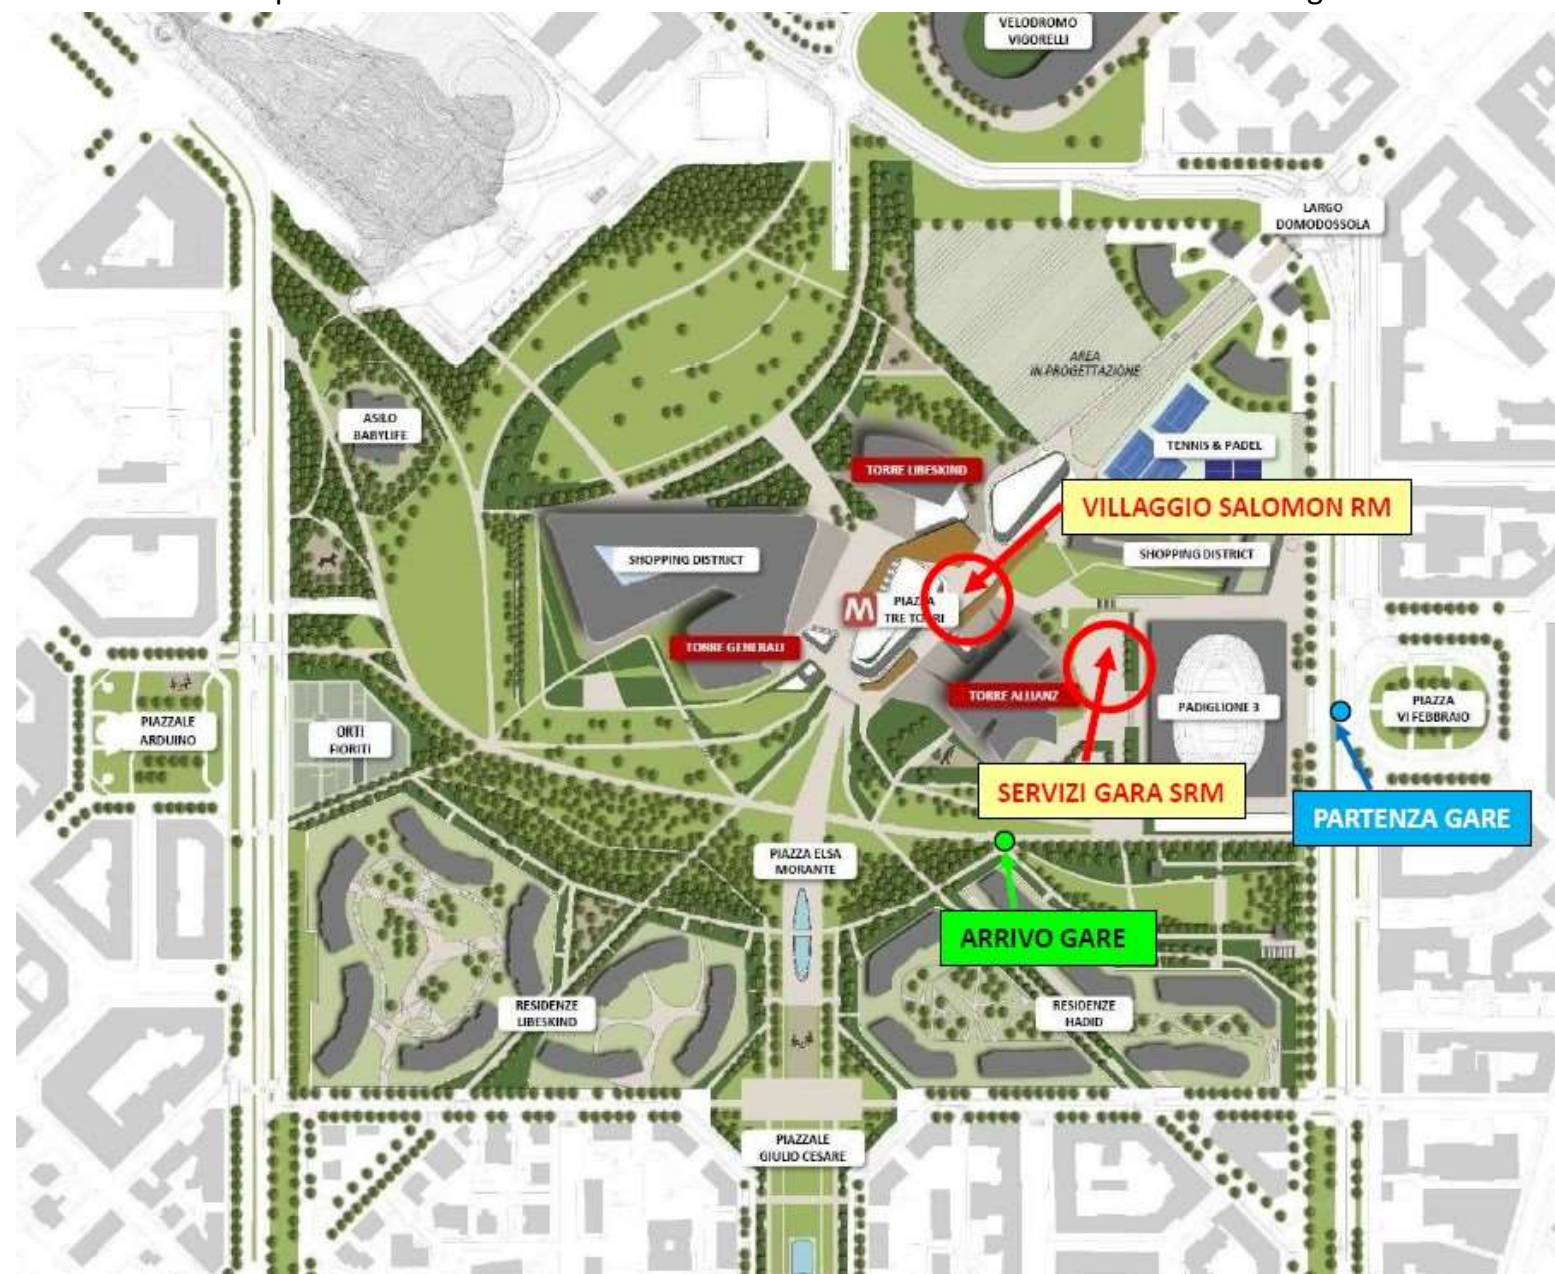 VELODROMO
VIGORELLI
LARGO
DOMODOSSOLA
AREA
IN PROGETTAZIONE
ASILO
BABYLIFE
TENNIS & PADEL
TORRE LIBESKIND
VILLAGGIO SALOMON RM
SHOPPING DISTRICT
SHOPPING DISTRICT
M
PIAZZA
TRE TORRI
TORRE GENERALI
TORRE ALLIANZ
PADIGLIONE 3
PIAZZA
VI FEBBRAIO
PIAZZALE
ARDUINO
ORTI
FIORITI
SERVIZI GARA SRM
PARTENZA GARE
PIAZZA ELSA
MORANTE
ARRIVO GARE
RESIDENZE
LIBESKIND
RESIDENZE
HADID
PIAZZALE
GIULIO CESARE